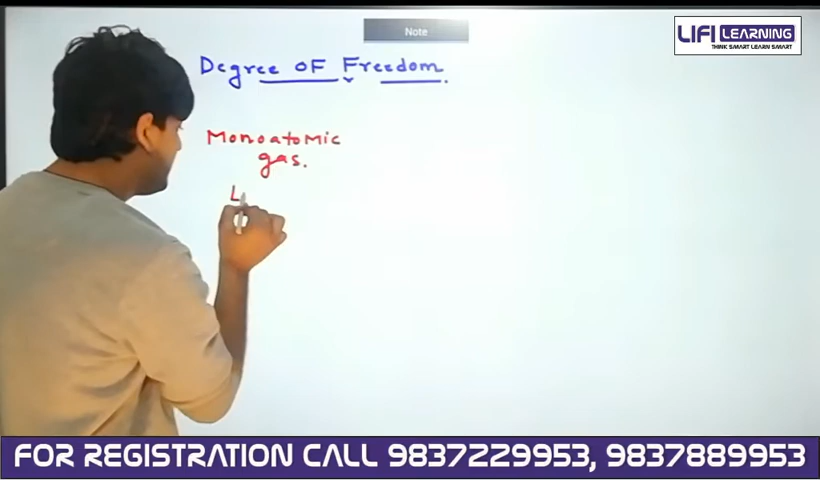 Note
LIFI LEARNING
THINK SMART LEARN SMART
Degree OF Freedom.
Monoatomic
gas.
L
FOR REGISTRATION CALL 9837229953, 9837889953